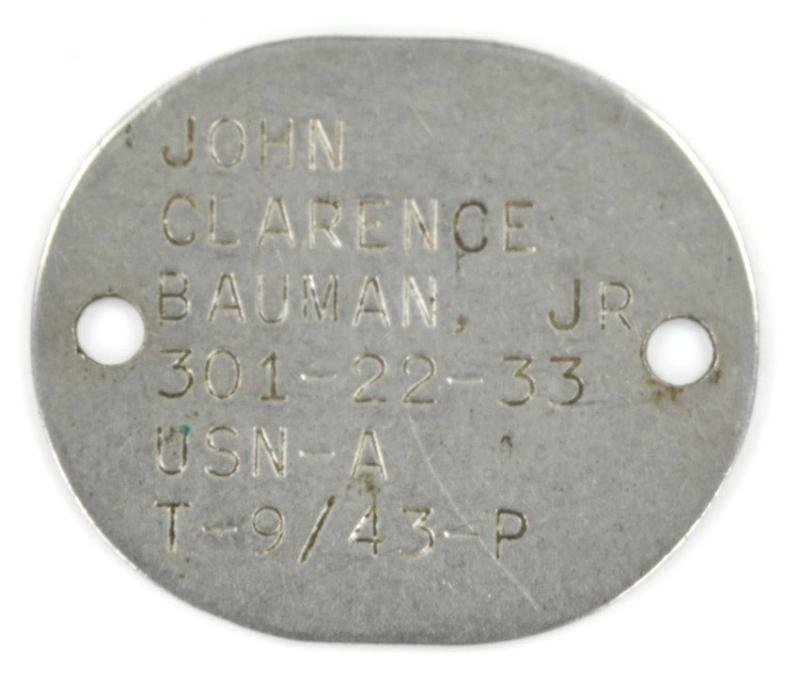 JOHN
CLARENCE
BAUMAN, JR
301-22-33
USN-A
T-9/43-P